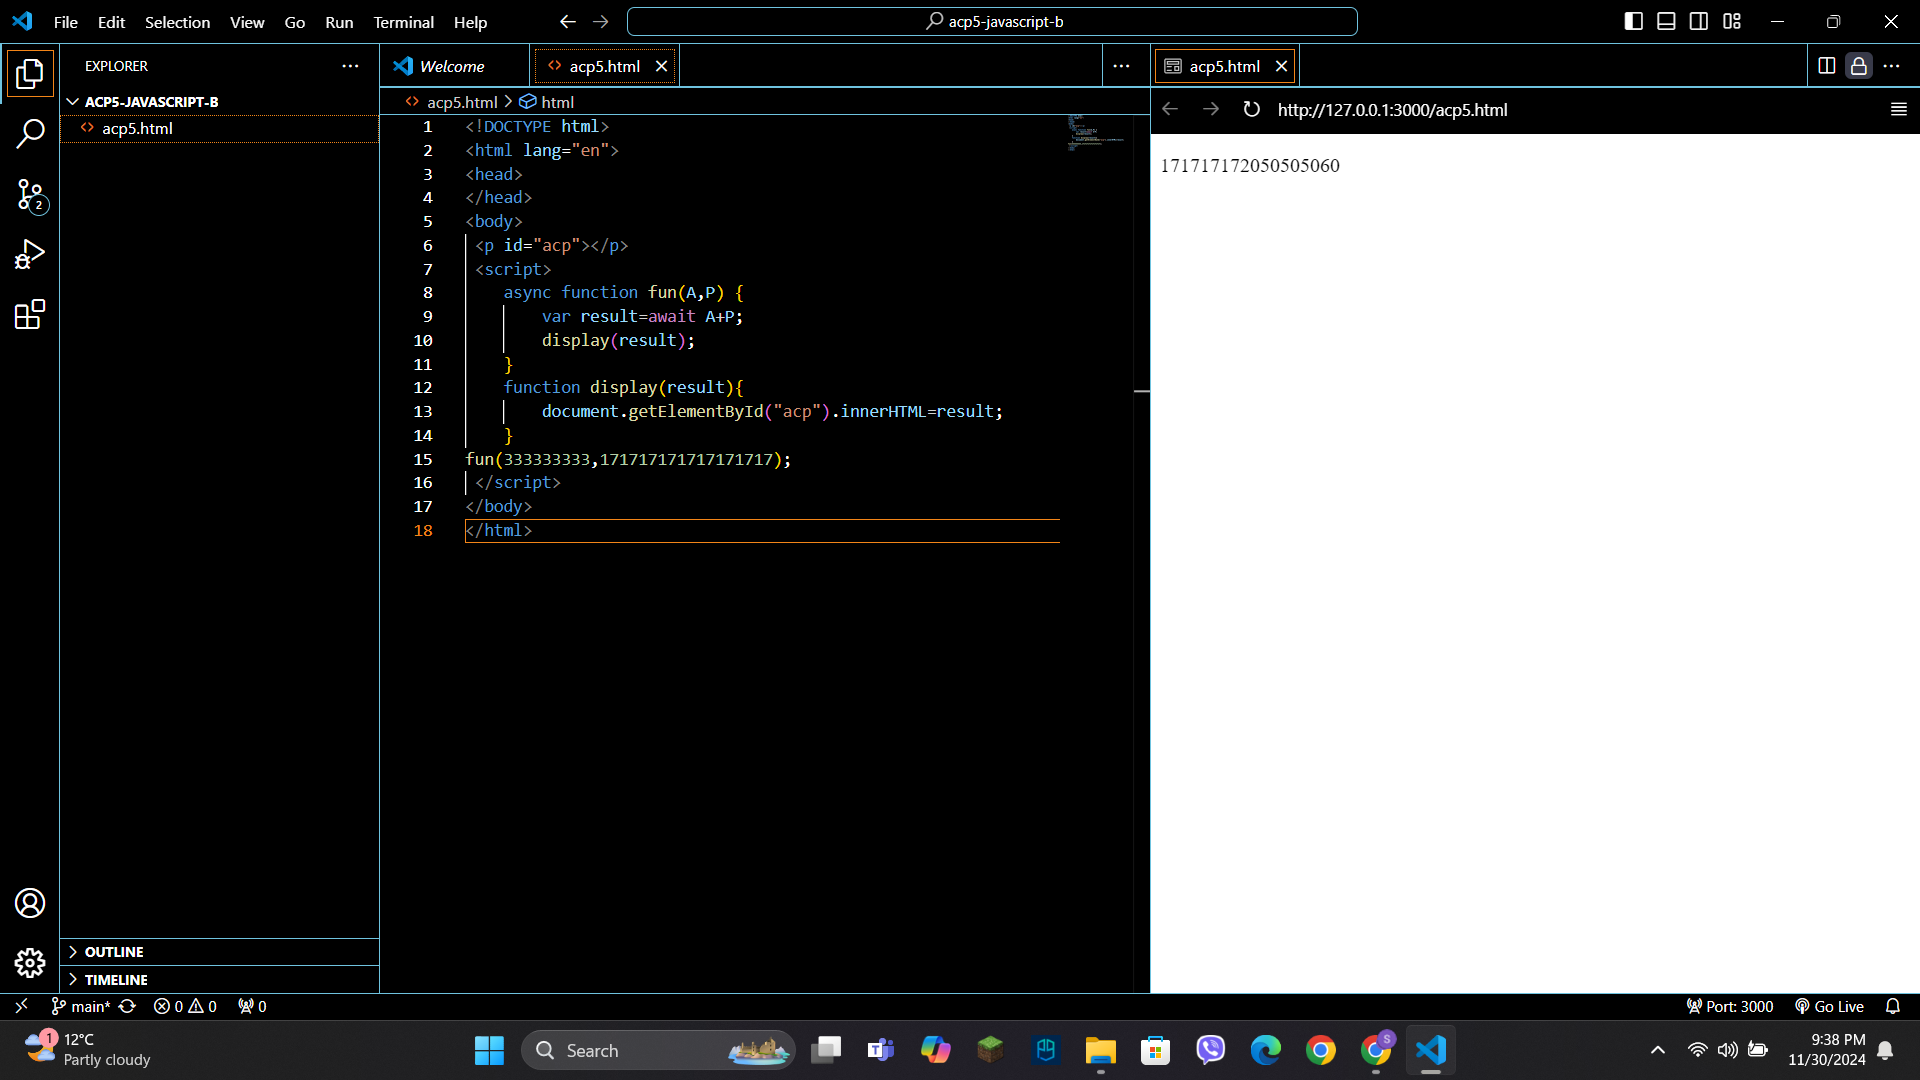 File Edit Selection View Go Run Terminal Help
acp5-javascript-b
EXPLORER
ACP5-JAVASCRIPT-B
acp5.html
2
OUTLINE
TIMELINE
Welcome
acp5.html
acp5.html > html
1 <!DOCTYPE html>
2 <html lang="en">
3 <head>
4 </head>
5 <body>
6 <p id="acp"></p>
7 <script>
8 async function fun(A,P) {
9 var result=await A+P;
10 display(result);
11 }
12 function display(result){
13 document.getElementById("acp").innerHTML=result;
14 }
15 fun(333333333,171717171717171717);
16 </script>
17 </body>
18 </html>
acp5.html
http://127.0.0.1:3000/acp5.html
171717172050505060
main* 0 0 0
Port: 3000 Go Live
1
12°C
Partly cloudy
Search
S
9:38 PM
11/30/2024